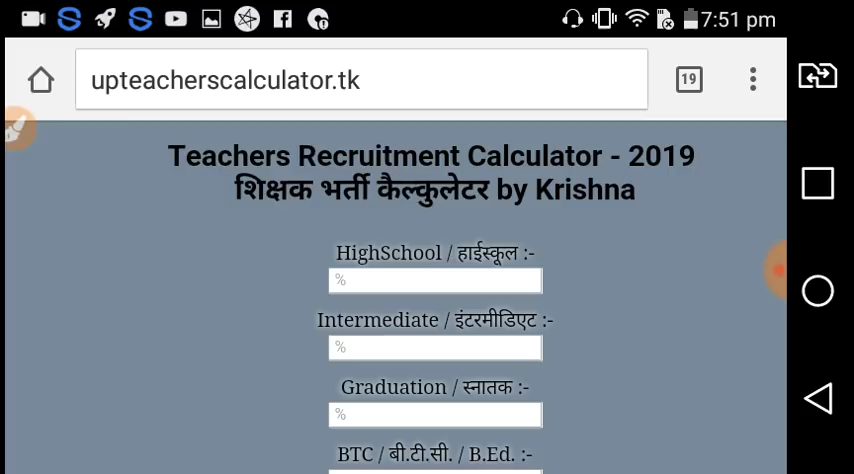 7:51 pm
upteacherscalculator.tk
19
Teachers Recruitment Calculator - 2019
शिक्षक भर्ती कैल्कुलेटर by Krishna
HighSchool / हाईस्कूल :-
%
Intermediate / इंटरमीडिएट :-
%
Graduation / स्नातक :-
%
BTC / बी.टी.सी. / B.Ed. :-